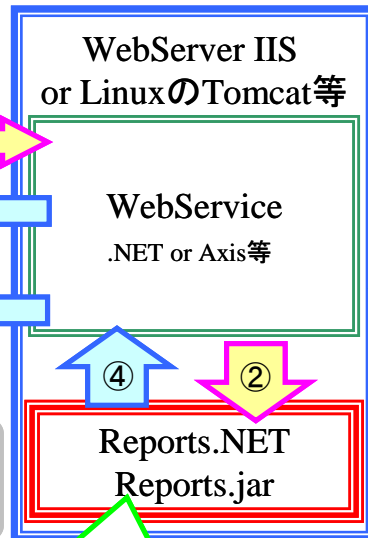 WebServer IIS
or LinuxのTomcat等
WebService
.NET or Axis等
④
②
Reports.NET
Reports.jar